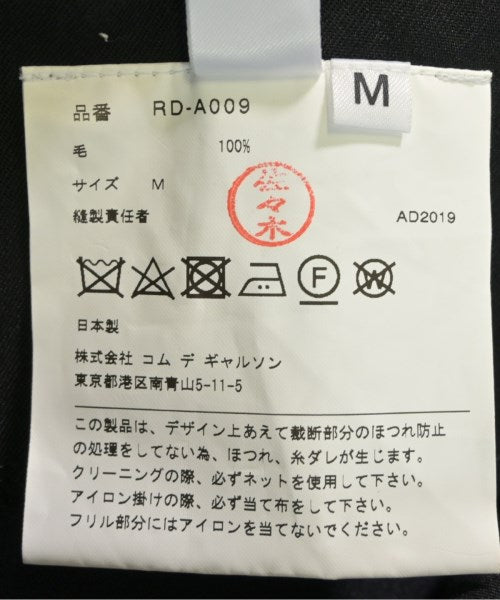 M
品番 RD-A009
毛 100%
サイズ M
縫製責任者 佐々木 AD2019
F
W
日本製
株式会社 コム デ ギャルソン
東京都港区南青山5-11-5
この製品は、デザイン上あえて裁断部分のほつれ防止
の処理をしてない為、ほつれ、糸ダレが生じます。
クリーニングの際、必ずネットを使用して下さい。
アイロン掛けの際、必ず当て布をして下さい。
フリル部分にはアイロンを当てないでください。